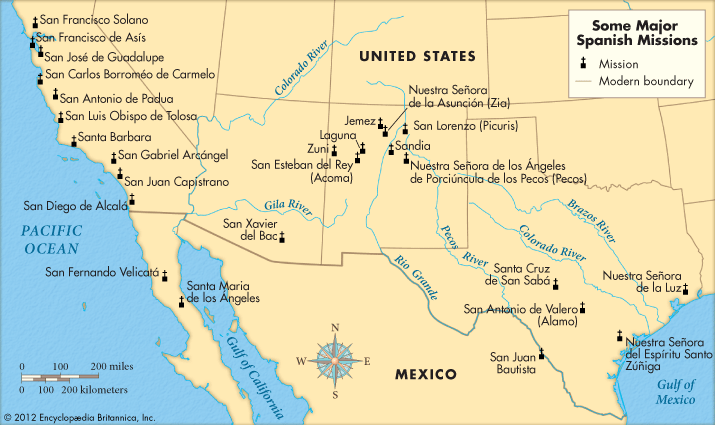 Some Major
Spanish Missions
Mission
Modern boundary
San Francisco Solano
San Francisco de Asís
San José de Guadalupe
San Carlos Borroméo de Carmelo
San Antonio de Padua
San Luis Obispo de Tolosa
Santa Barbara
San Gabriel Arcángel
San Juan Capistrano
San Diego de Alcalá
PACIFIC
OCEAN
San Fernando Velicatá
Santa Maria
de los Angeles
Gulf of California
Colorado River
UNITED STATES
Nuestra Señora
de la Asunción (Zia)
Jemez
San Lorenzo (Picuris)
Laguna
Zuni
Sandia
San Esteban del Rey
(Acoma)
Nuestra Señora de los Ángeles
de Porciúncula de los Pecos (Pecos)
Gila River
San Xavier
del Bac
Rio Grande
Pecos River
Colorado River
Brazos River
Santa Cruz
de San Sabá
Nuestra Señora
de la Luz
San Antonio de Valero
(Alamo)
Nuestra Señora
del Espíritu Santo
Zúñiga
San Juan
Bautista
MEXICO
Gulf of
Mexico
N
W
E
S
0 100 200 miles
0 100 200 kilometers
© 2012 Encyclopædia Britannica, Inc.